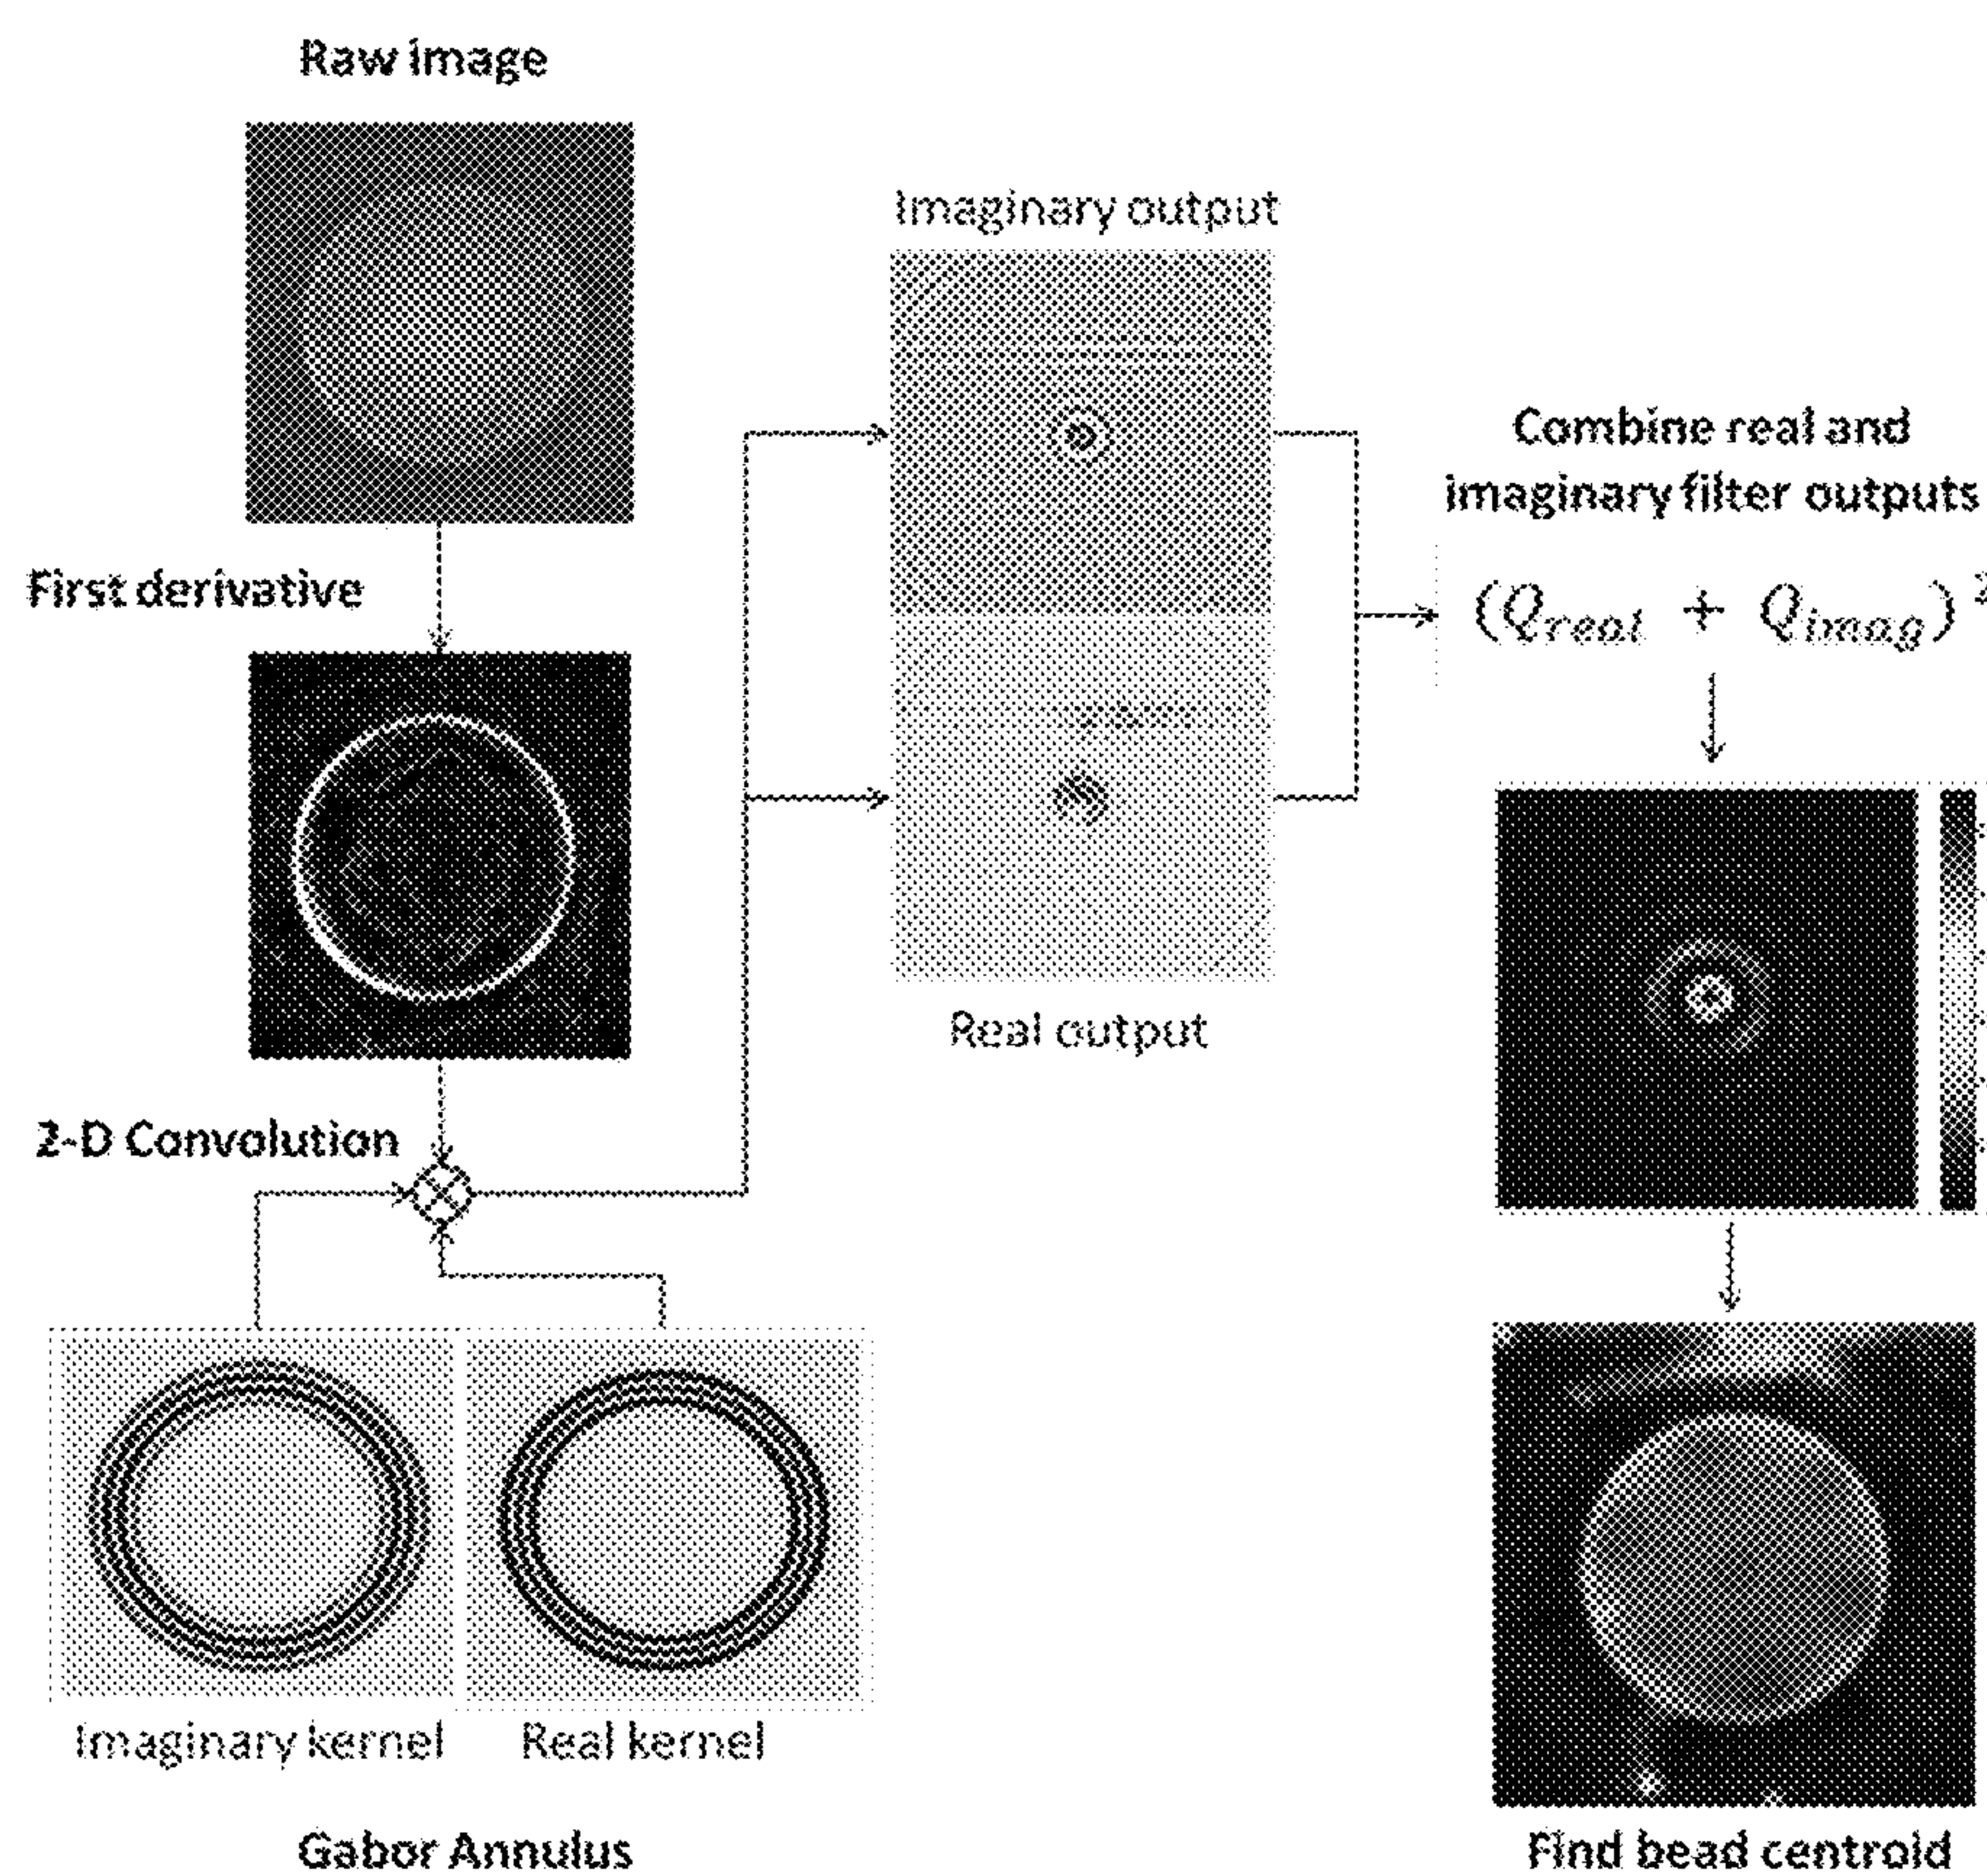 Raw image
First derivative
2-D Convolution
Imaginary kernel
Real kernel
Gabor Annulus
Imaginary output
Real output
Combine real and
imaginary filter outputs
(Q_real + Q_imag)²
Find bead centroid